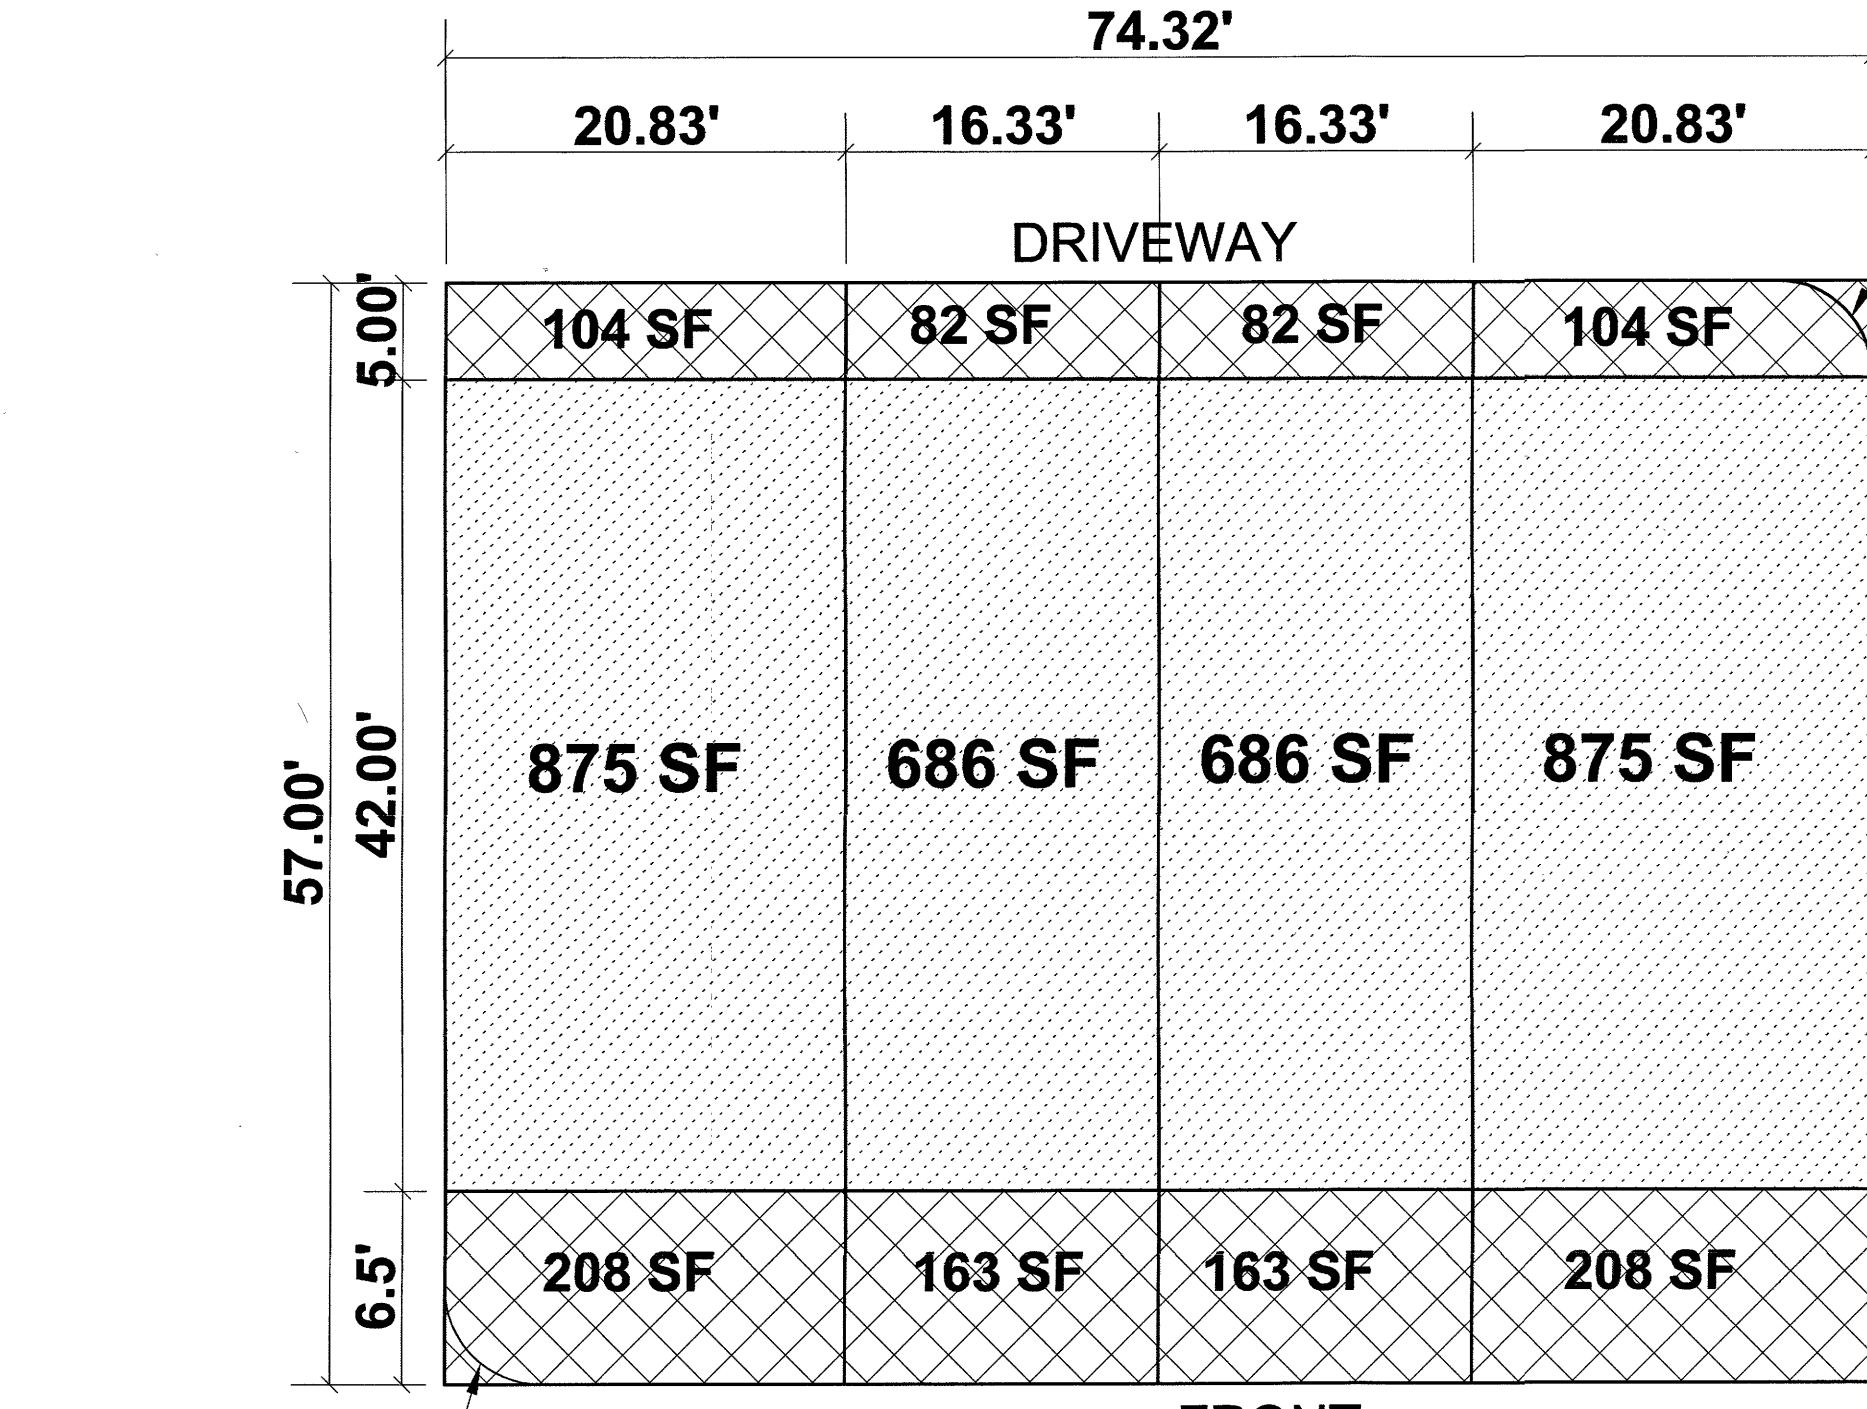 74.32'
20.83' 16.33' 16.33' 20.83'
DRIVEWAY
5.00'
104 SF 82 SF 82 SF 104 SF
57.00'
42.00'
875 SF 686 SF 686 SF 875 SF
6.5'
208 SF 163 SF 163 SF 208 SF
FRONT